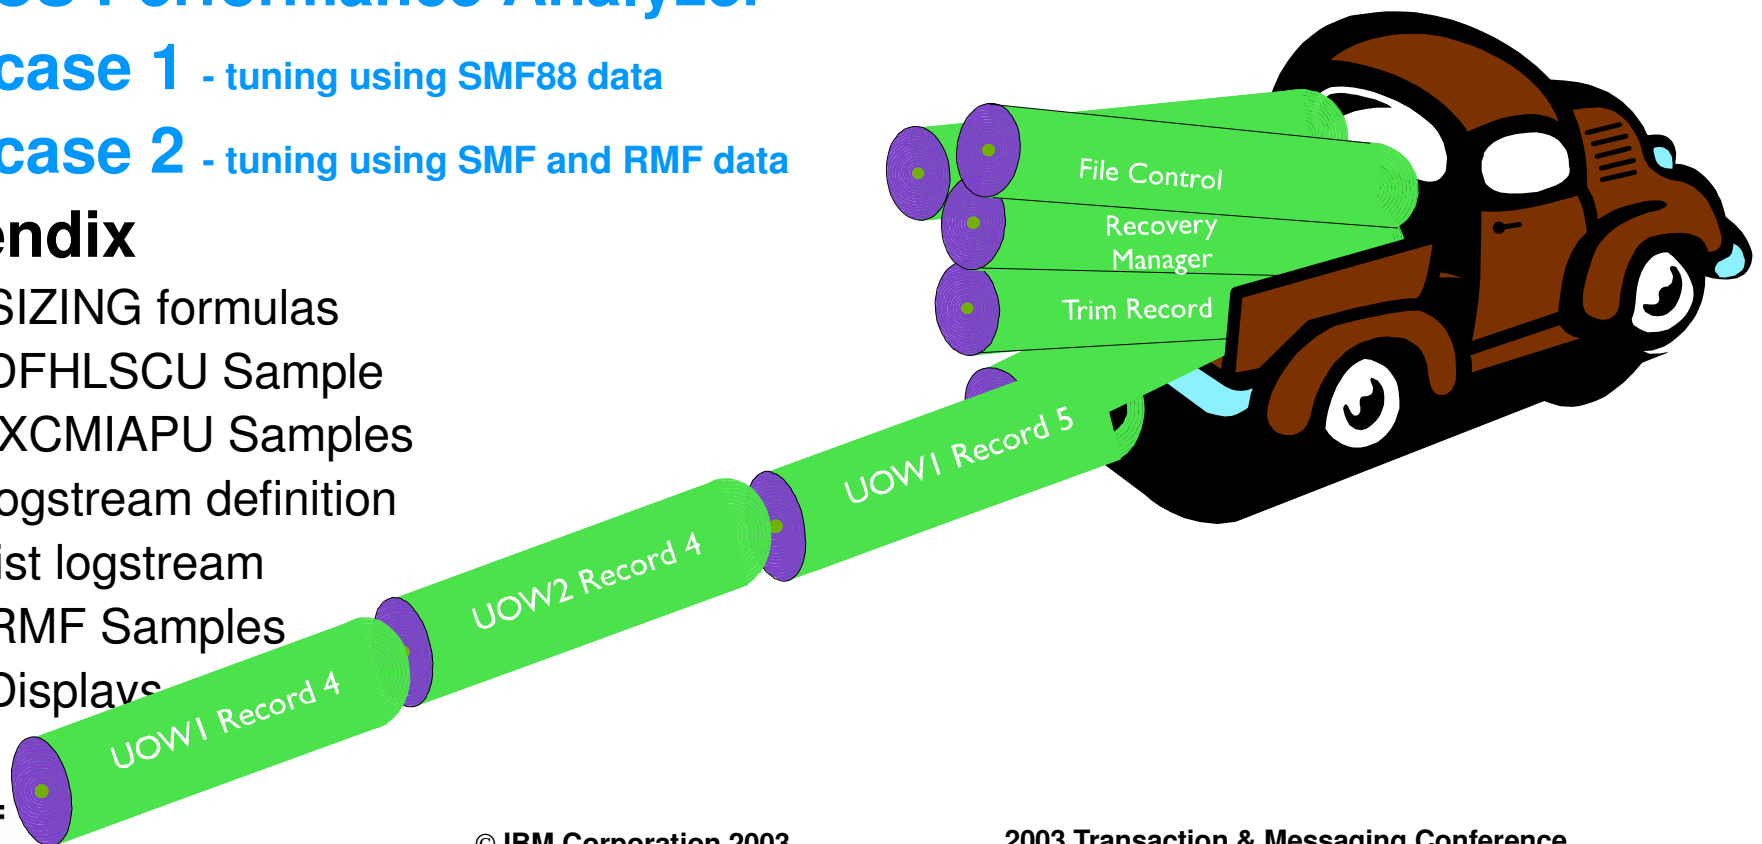 case 1 - tuning using SMF88 data
case 2 - tuning using SMF and RMF data
SIZING formulas
DFHLSCU Sample
XCMIAPU Samples
ogstream definition
ist logstream
RMF Samples
Displays
File Control
Recovery
Manager
Trim Record
UOW1 Record 5
UOW2 Record 4
UOW1 Record 4
© IBM Corporation 2003
2003 Transaction & Messaging Conference